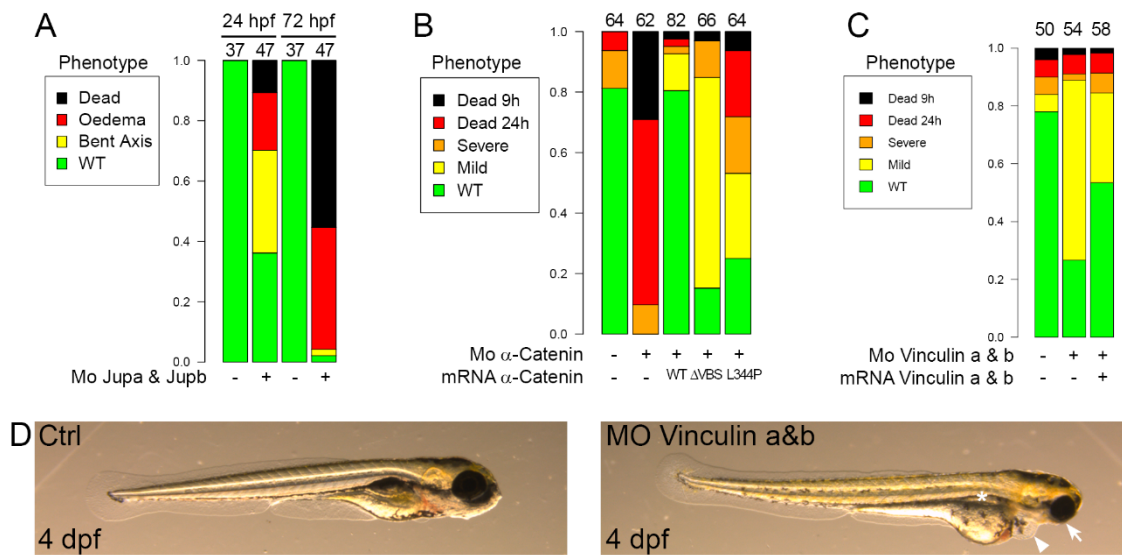 A
24 hpf 72 hpf
37 47 37 47
Phenotype
Dead
Oedema
Bent Axis
WT
1.0
0.8
0.6
0.4
0.2
0.0
Mo Jupa & Jupb - + - +
B
64 62 82 66 64
Phenotype
Dead 9h
Dead 24h
Severe
Mild
WT
1.0
0.8
0.6
0.4
0.2
0.0
Mo α-Catenin - + + + +
mRNA α-Catenin WT ΔVBS L344P
C
50 54 58
Phenotype
Dead 9h
Dead 24h
Severe
Mild
WT
1.0
0.8
0.6
0.4
0.2
0.0
Mo Vinculin a & b - + +
mRNA Vinculin a & b - - +
D
Ctrl
4 dpf
MO Vinculin a&b
*
4 dpf